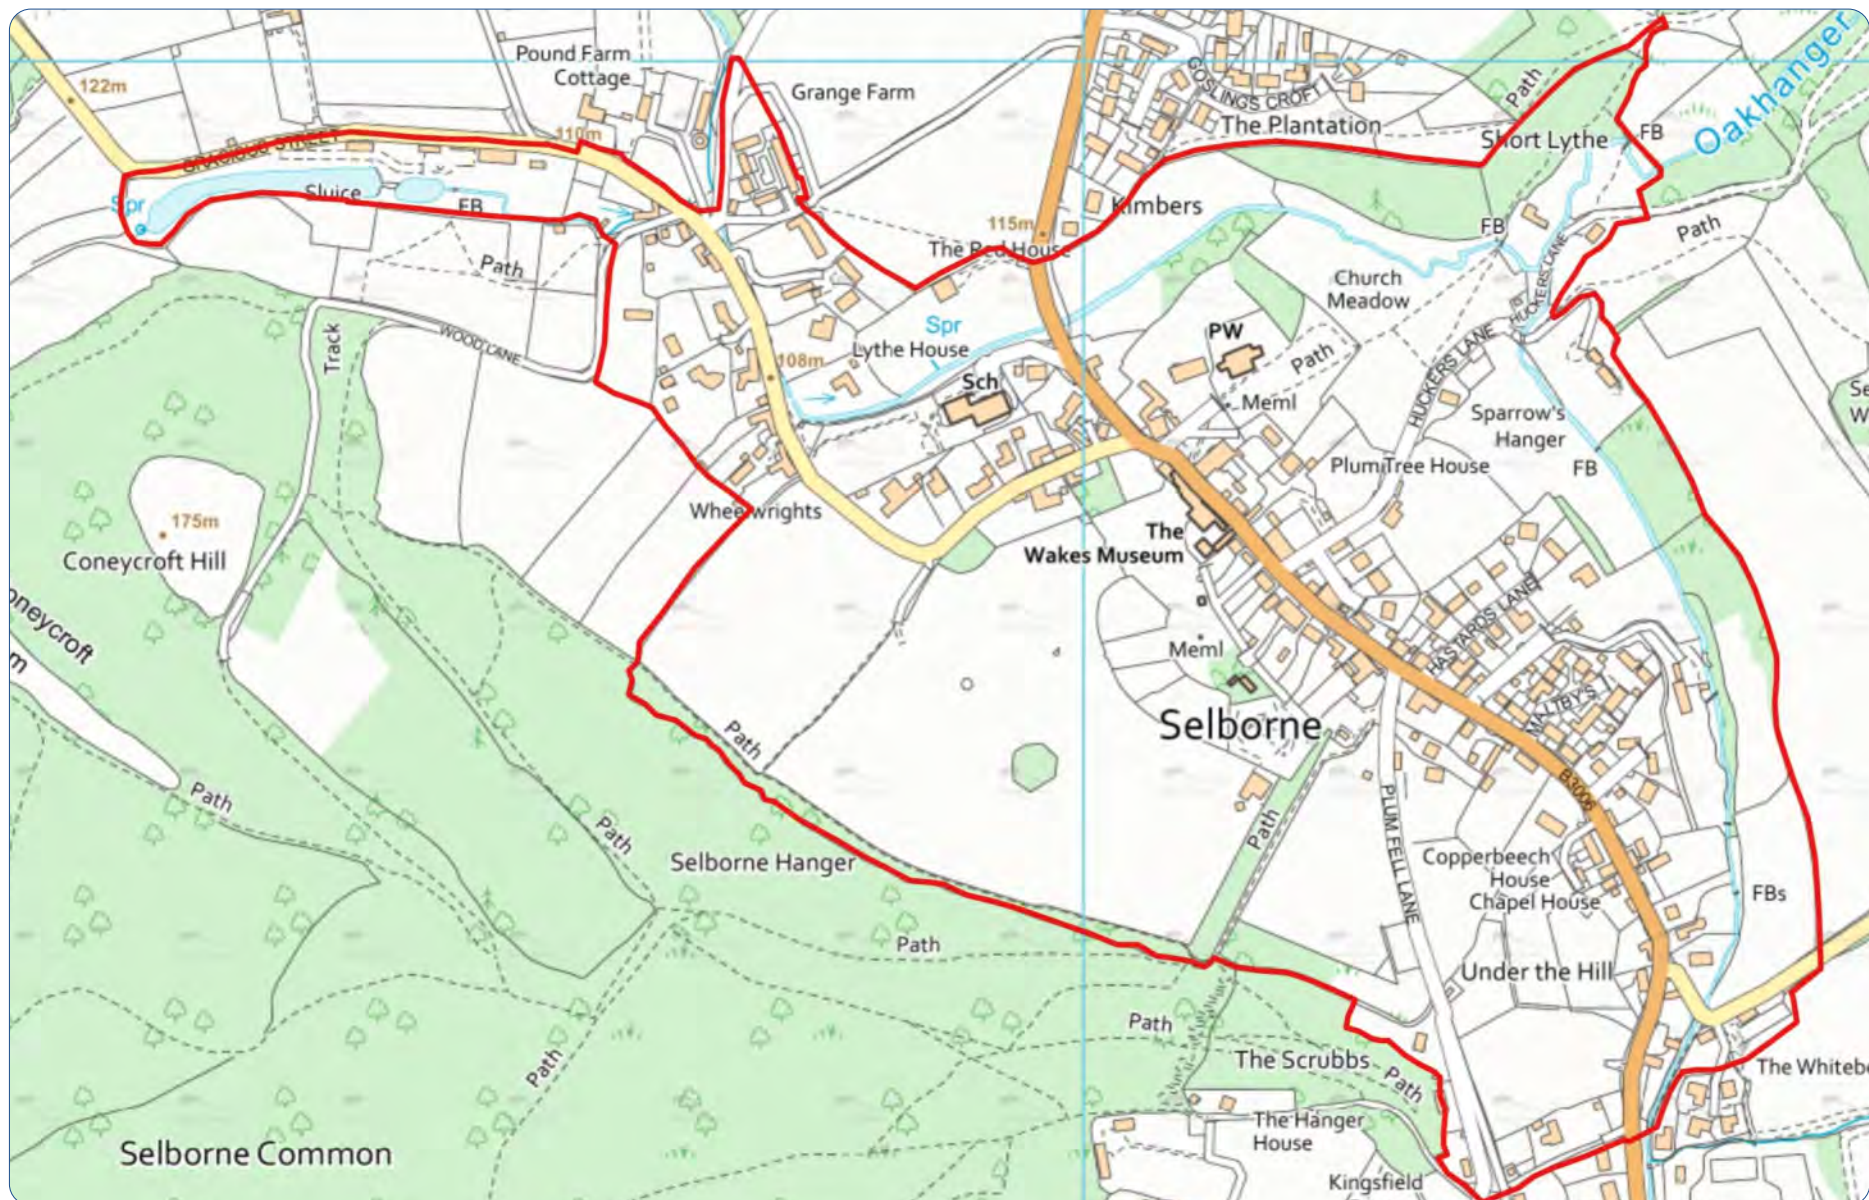 Pound Farm
Cottage
122m
Grange Farm
GOSLINGS CROFT
Path
Oakhanger
110m
The Plantation
Short Lythe
FB
GRACIOUS STREET
Spr
Sluice
FB
Kimbers
115m
The Red House
FB
Path
Path
HUCKERS LANE
Church
Meadow
Spr
PW
Track
WOOD LANE
Lythe House
108m
Path
HUCKERS LANE
Sch
Meml
Sparrow's
Hanger
Plum Tree House
FB
Wheelwrights
175m
Coneycroft Hill
The
Wakes Museum
oneycroft
m
HASTARDS LANE
Meml
MALTBY'S
Selborne
Path
B3006
Path
Path
Path
PLUM FELL LANE
Selborne Hanger
Copperbeech
House
Chapel House
FBs
Path
Under the Hill
Path
The Scrubbs
Path
Path
The Whitebe
The Hanger
House
Selborne Common
Kingsfield
Se
W